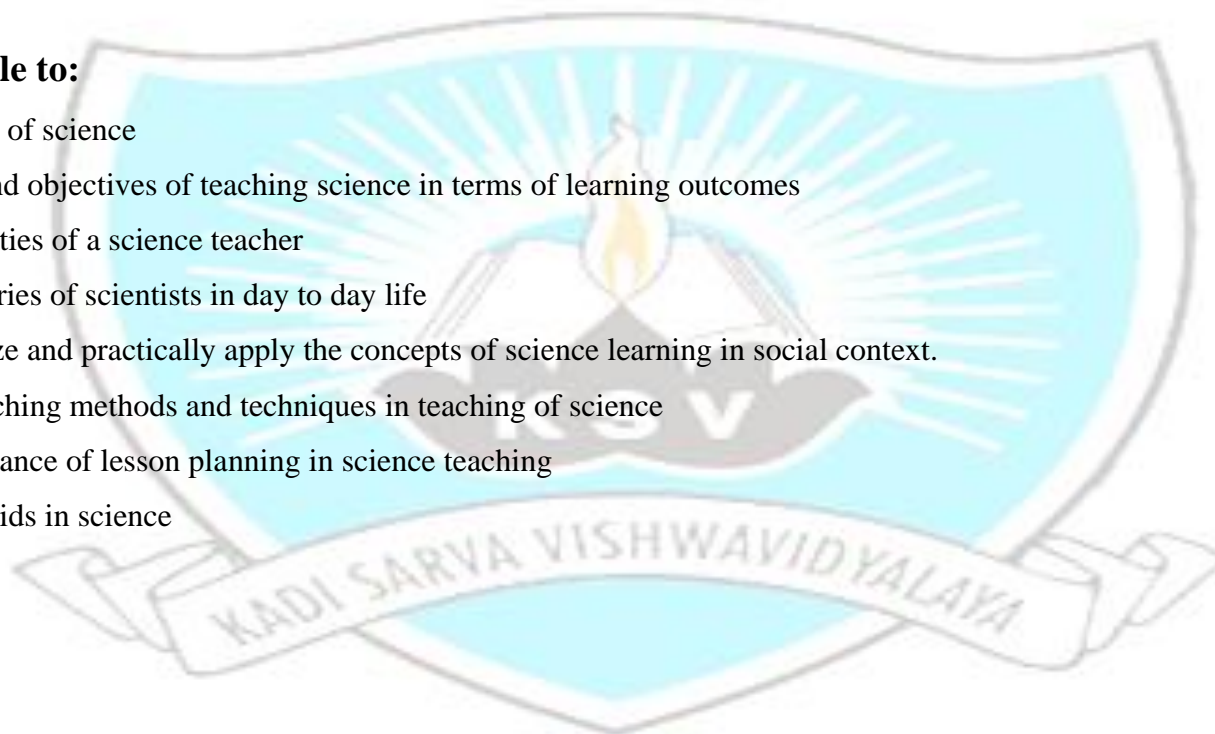 le to:
of science
nd objectives of teaching science in terms of learning outcomes
ties of a science teacher
ries of scientists in day to day life
ze and practically apply the concepts of science learning in social context.
ching methods and techniques in teaching of science
ance of lesson planning in science teaching
ids in science
KSV
KADI SARVA VISHWAVIDYALAYA